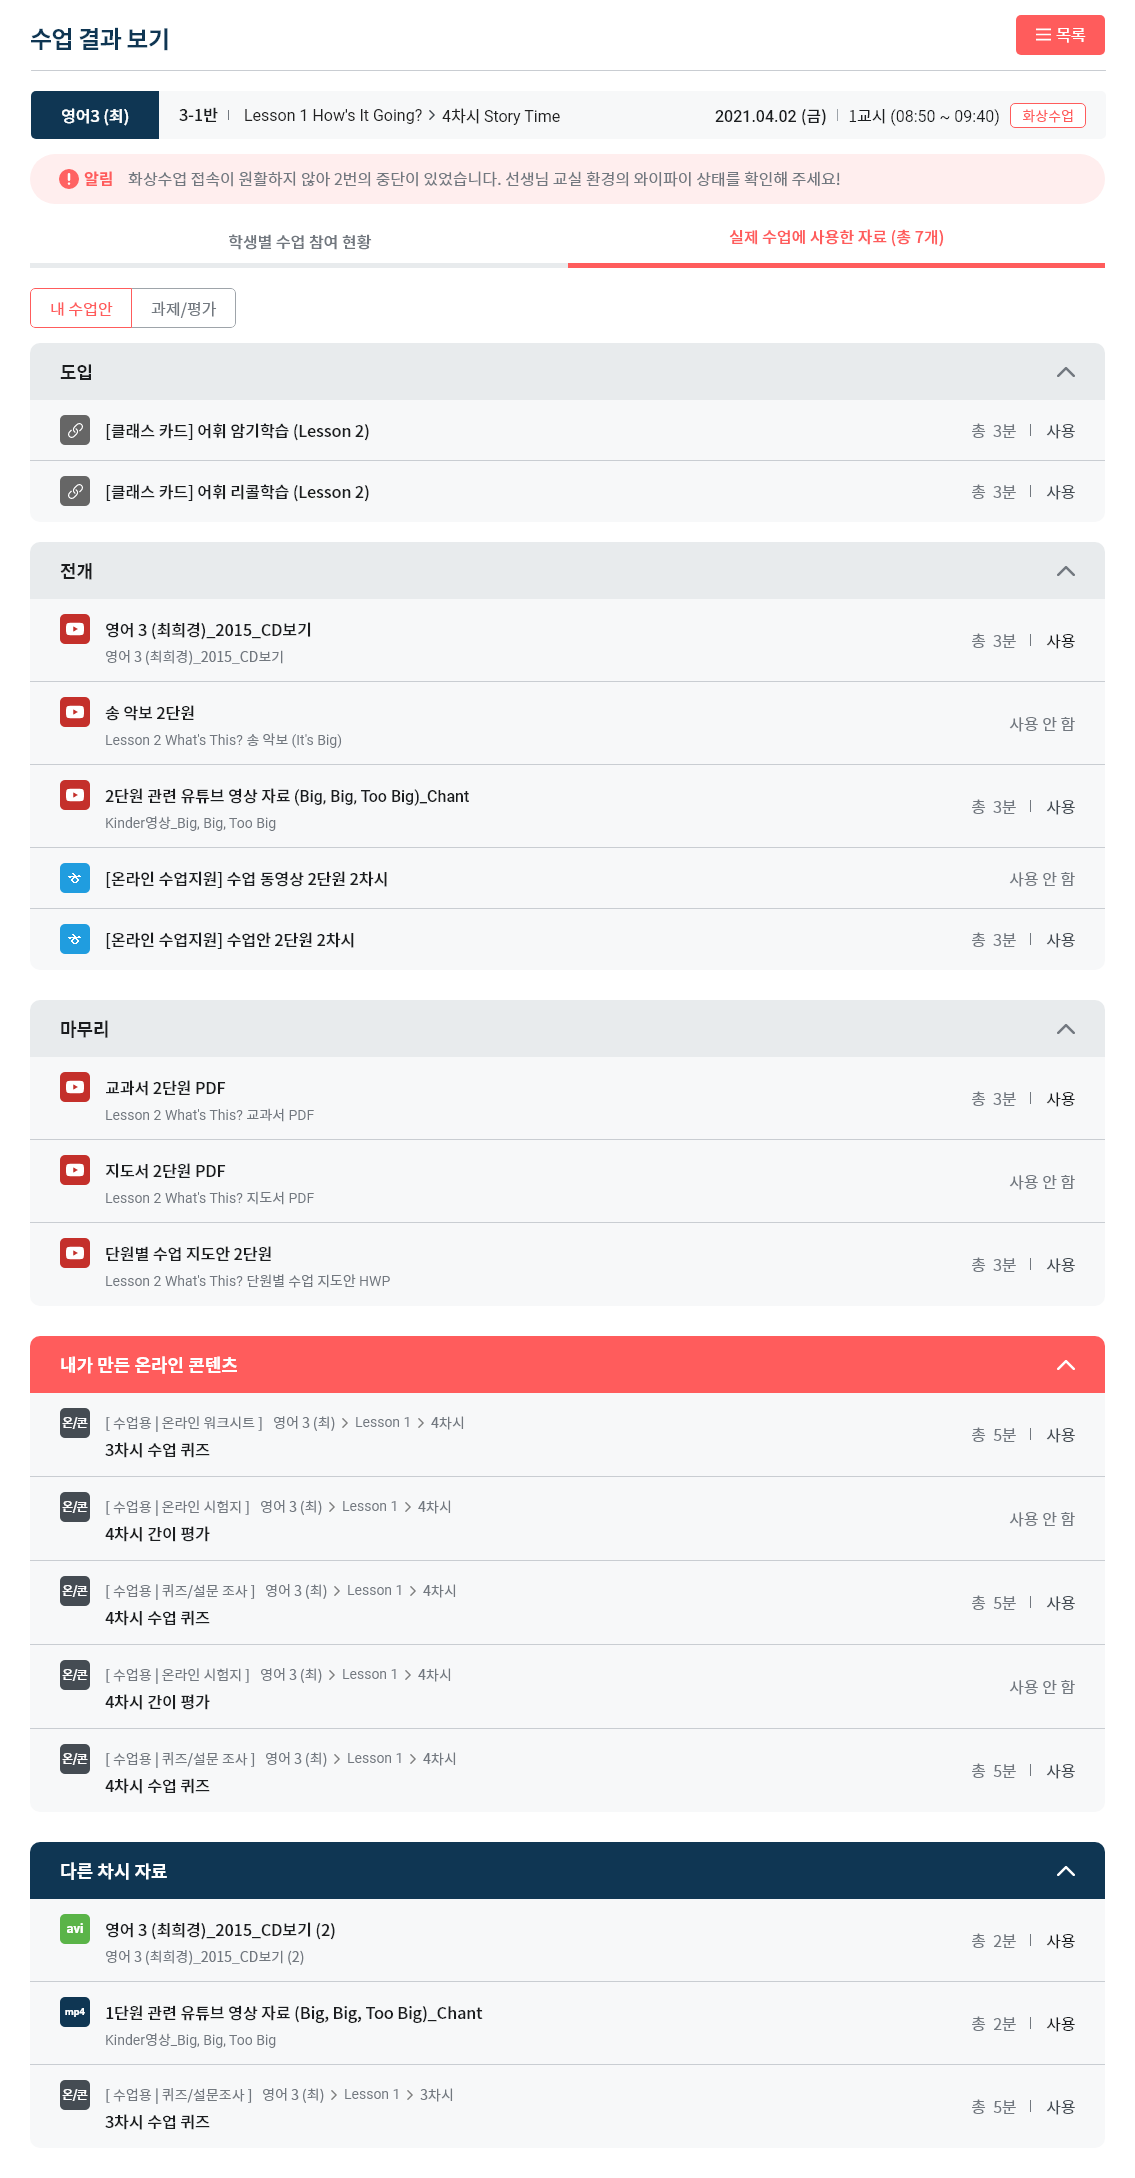 수업 결과 보기
목록
영어3 (최) 3-1반 Lesson 1 How's It Going? > 4차시 Story Time 2021.04.02 (금) 1교시 (08:50 ~ 09:40) 화상수업
알림 화상수업 접속이 원활하지 않아 2번의 중단이 있었습니다. 선생님 교실 환경의 와이파이 상태를 확인해 주세요!
학생별 수업 참여 현황 실제 수업에 사용한 자료 (총 7개)
내 수업안 과제/평가
도입
[클래스 카드] 어휘 암기학습 (Lesson 2) 총 3분 사용
[클래스 카드] 어휘 리콜학습 (Lesson 2) 총 3분 사용
전개
영어 3 (최희경)_2015_CD보기 총 3분 사용
영어 3 (최희경)_2015_CD보기
송 악보 2단원 사용 안 함
Lesson 2 What's This? 송 악보 (It's Big)
2단원 관련 유튜브 영상 자료 (Big, Big, Too Big)_Chant 총 3분 사용
Kinder영상_Big, Big, Too Big
[온라인 수업지원] 수업 동영상 2단원 2차시 사용 안 함
[온라인 수업지원] 수업안 2단원 2차시 총 3분 사용
마무리
교과서 2단원 PDF 총 3분 사용
Lesson 2 What's This? 교과서 PDF
지도서 2단원 PDF 사용 안 함
Lesson 2 What's This? 지도서 PDF
단원별 수업 지도안 2단원 총 3분 사용
Lesson 2 What's This? 단원별 수업 지도안 HWP
내가 만든 온라인 콘텐츠
온/콘 [ 수업용 | 온라인 워크시트 ] 영어 3 (최) > Lesson 1 > 4차시
3차시 수업 퀴즈 총 5분 사용
온/콘 [ 수업용 | 온라인 시험지 ] 영어 3 (최) > Lesson 1 > 4차시
4차시 간이 평가 사용 안 함
온/콘 [ 수업용 | 퀴즈/설문 조사 ] 영어 3 (최) > Lesson 1 > 4차시
4차시 수업 퀴즈 총 5분 사용
온/콘 [ 수업용 | 온라인 시험지 ] 영어 3 (최) > Lesson 1 > 4차시
4차시 간이 평가 사용 안 함
온/콘 [ 수업용 | 퀴즈/설문 조사 ] 영어 3 (최) > Lesson 1 > 4차시
4차시 수업 퀴즈 총 5분 사용
다른 차시 자료
avi 영어 3 (최희경)_2015_CD보기 (2) 총 2분 사용
영어 3 (최희경)_2015_CD보기 (2)
mp4 1단원 관련 유튜브 영상 자료 (Big, Big, Too Big)_Chant 총 2분 사용
Kinder영상_Big, Big, Too Big
온/콘 [ 수업용 | 퀴즈/설문조사 ] 영어 3 (최) > Lesson 1 > 3차시
3차시 수업 퀴즈 총 5분 사용